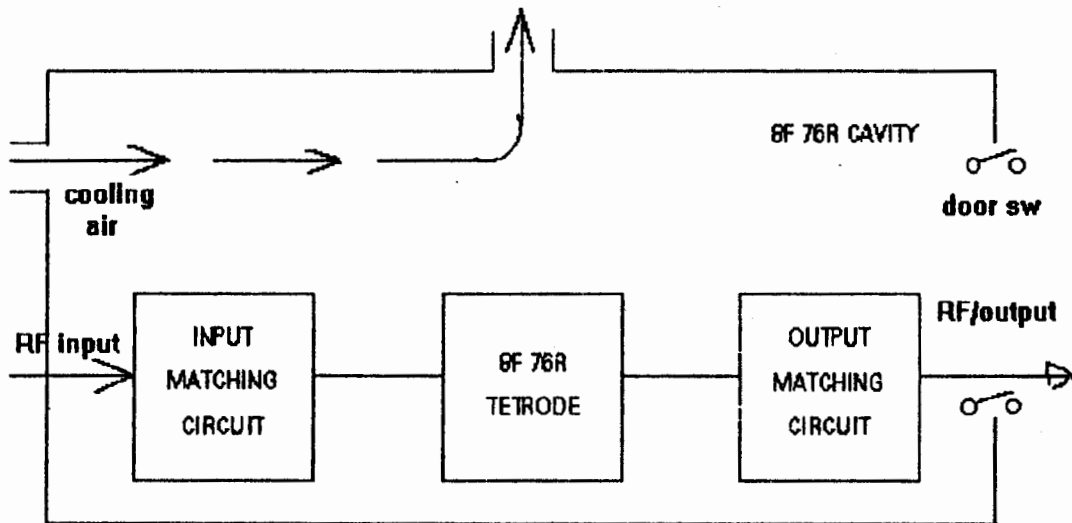 8F 76R CAVITY
cooling
air
door sw
RF input
INPUT
MATCHING
CIRCUIT
8F 76R
TETRODE
OUTPUT
MATCHING
CIRCUIT
RF/output